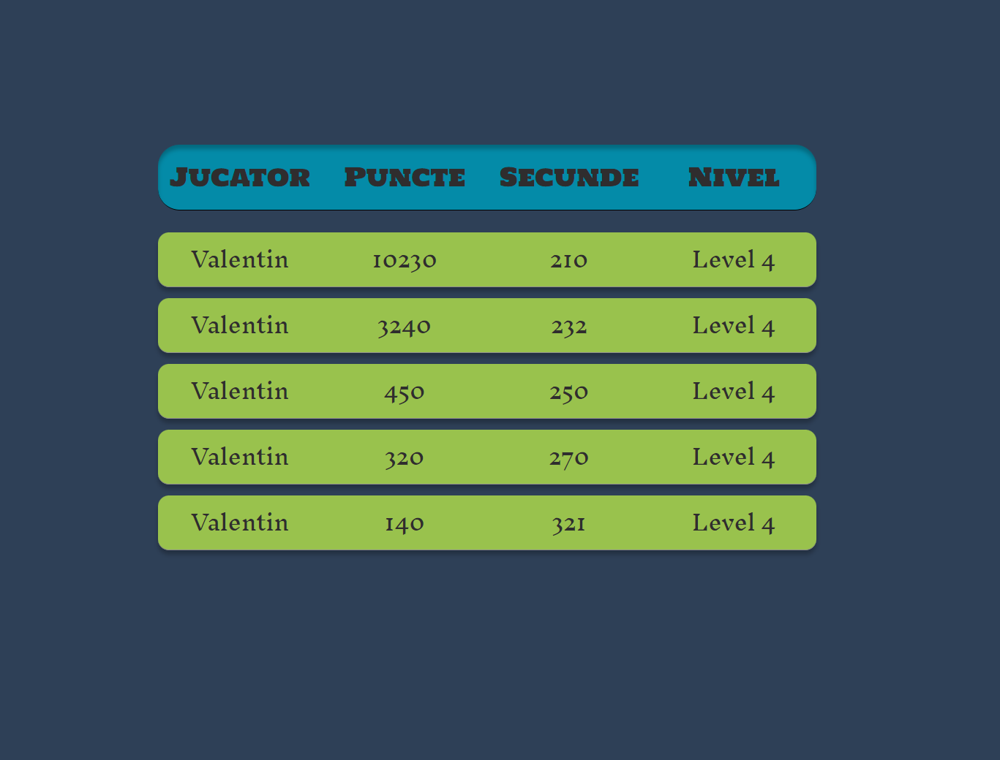 Jucator Puncte Secunde Nivel
Valentin 10230 210 Level 4
Valentin 3240 232 Level 4
Valentin 450 250 Level 4
Valentin 320 270 Level 4
Valentin 140 321 Level 4